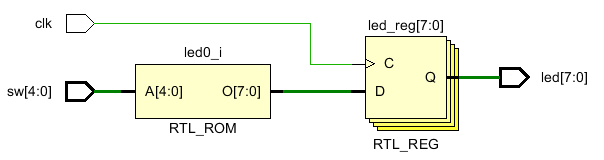 clk
led_reg[7:0]
led0_i
C
sw[4:0]
A[4:0]
O[7:0]
D
Q
led[7:0]
RTL_ROM
RTL_REG